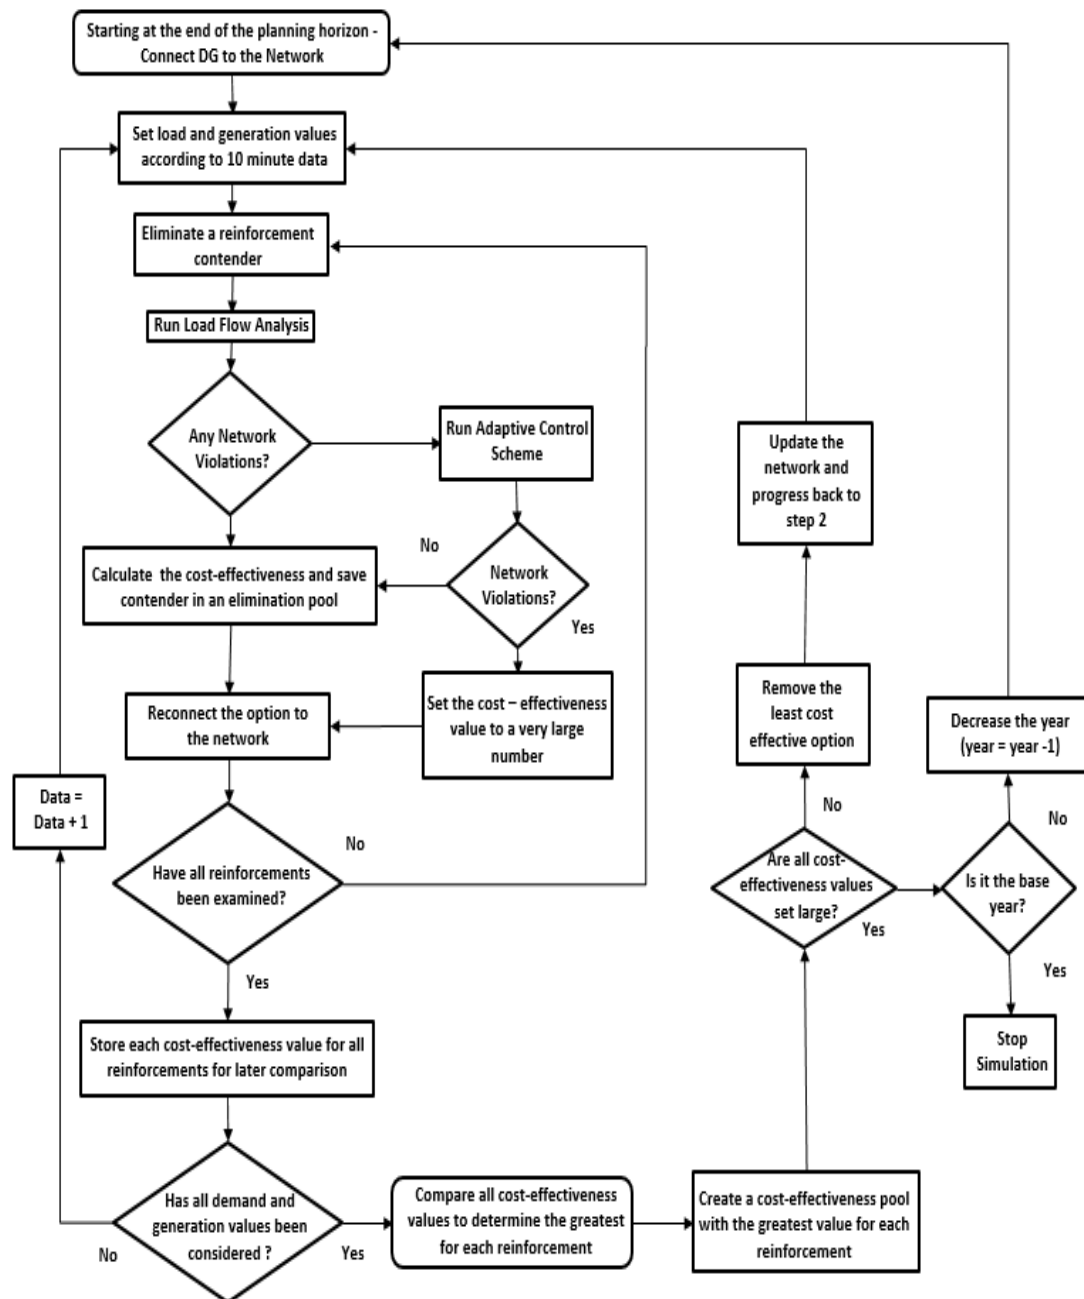 Starting at the end of the planning horizon -
Connect DG to the Network
Set load and generation values
according to 10 minute data
Eliminate a reinforcement
contender
Run Load Flow Analysis
Any Network
Violations?
Run Adaptive Control
Scheme
No
Network
Violations?
Yes
Calculate the cost-effectiveness and save
contender in an elimination pool
Set the cost – effectiveness
value to a very large
number
Reconnect the option to
the network
Data =
Data + 1
No
Have all reinforcements
been examined?
Yes
Store each cost-effectiveness value for all
reinforcements for later comparison
Has all demand and
generation values been
considered ?
No
Yes
Compare all cost-effectiveness
values to determine the greatest
for each reinforcement
Create a cost-effectiveness pool
with the greatest value for each
reinforcement
Are all cost-
effectiveness values
set large?
No
Yes
Remove the
least cost
effective option
Update the
network and
progress back to
step 2
Is it the base
year?
No
Yes
Decrease the year
(year = year -1)
Stop
Simulation